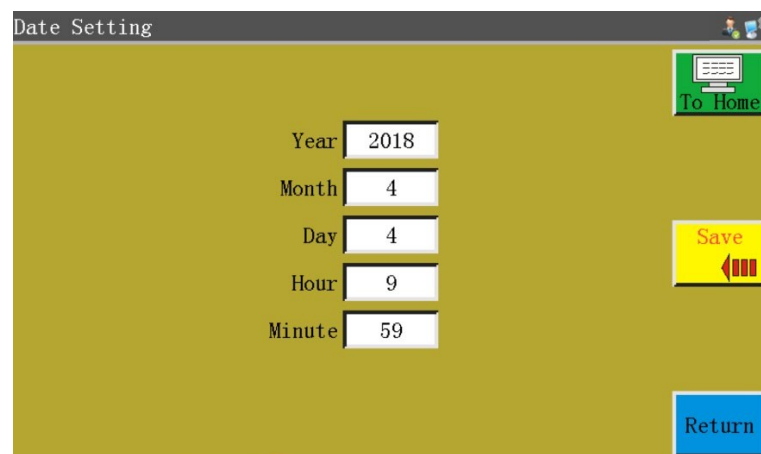 Date Setting
To Home
Year 2018
Month 4
Day 4
Save
Hour 9
Minute 59
Return